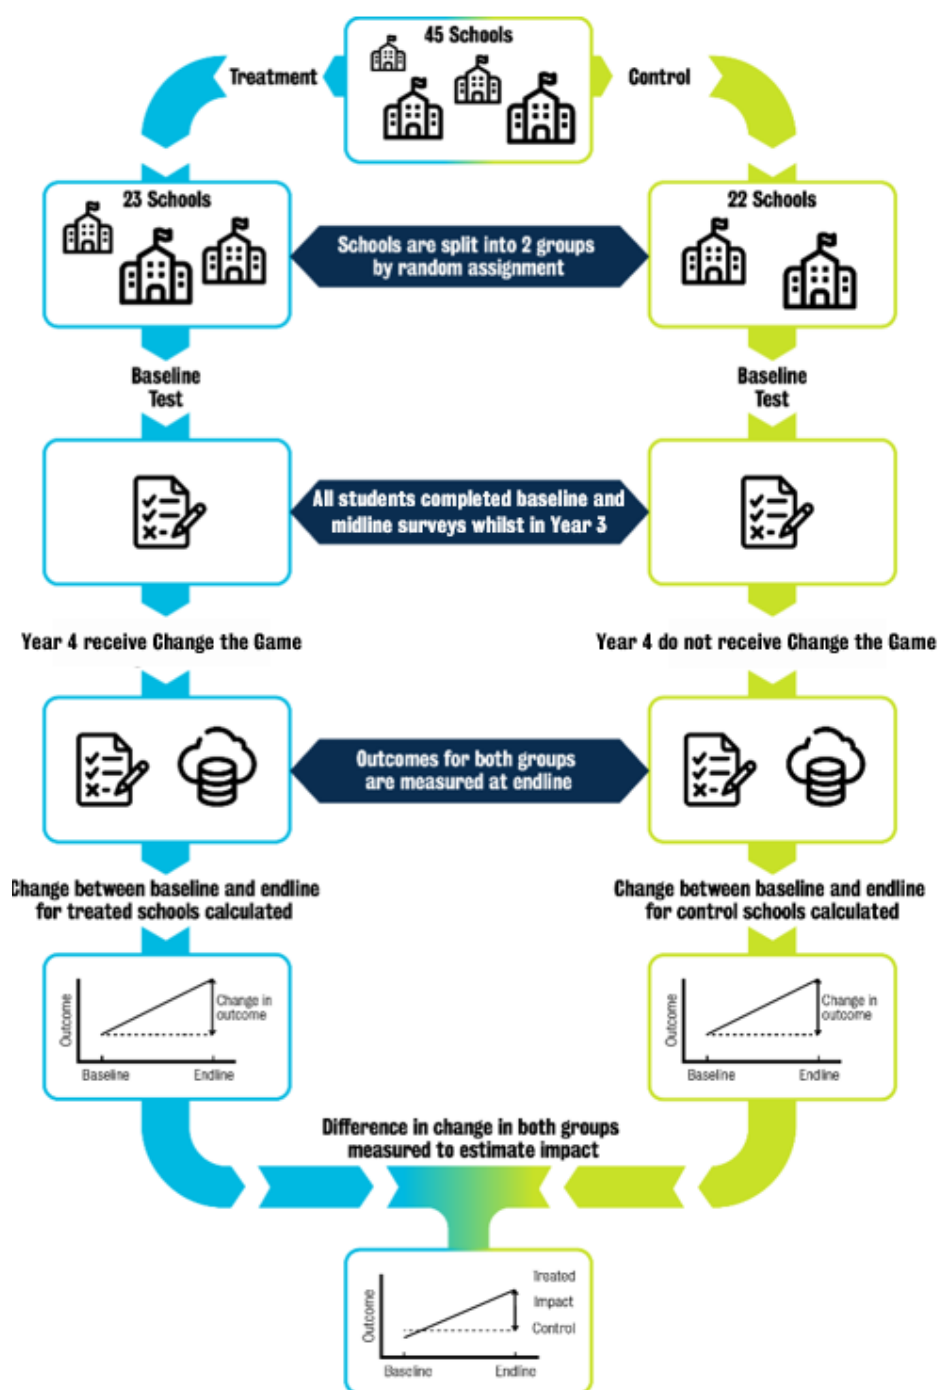 45 Schools
Treatment
Control
23 Schools
22 Schools
Schools are split into 2 groups
by random assignment
Baseline
Test
Baseline
Test
All students completed baseline and
midline surveys whilst in Year 3
Year 4 receive Change the Game
Year 4 do not receive Change the Game
Outcomes for both groups
are measured at endline
Change between baseline and endline
for treated schools calculated
Change between baseline and endline
for control schools calculated
Outcome
Change in
outcome
Baseline
Endline
Outcome
Change in
outcome
Baseline
Endline
Difference in change in both groups
measured to estimate impact
Outcome
Treated
Impact
Control
Baseline
Endline